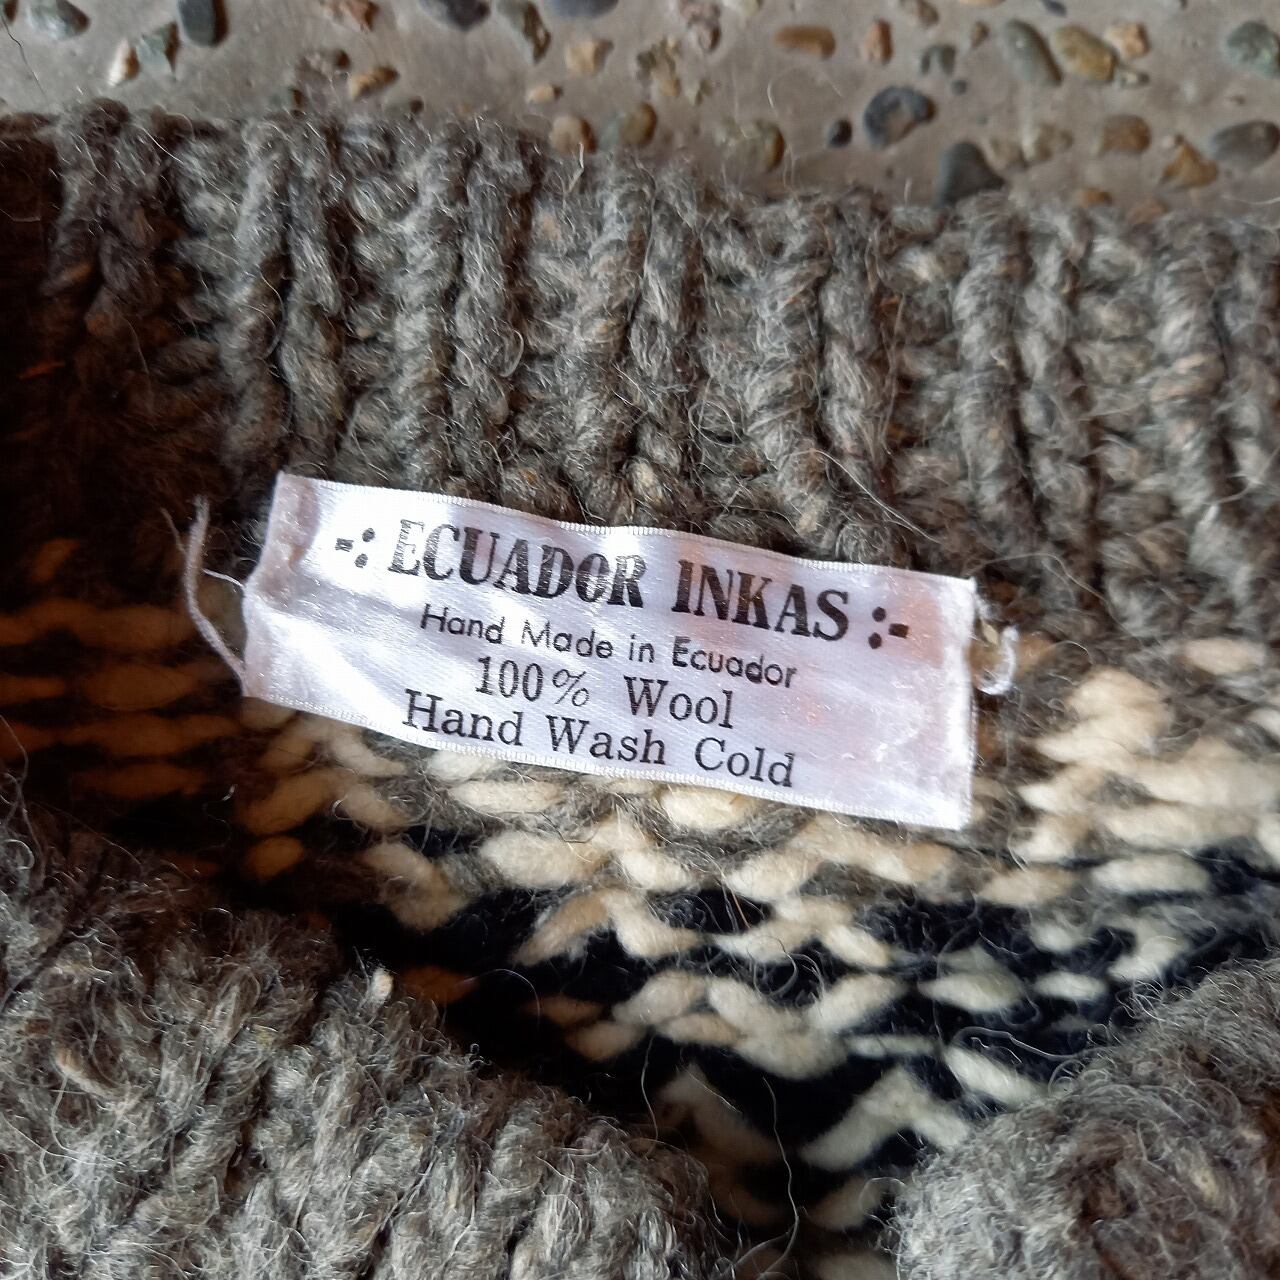 -: ECUADOR INKAS :-
Hand Made in Ecuador
100% Wool
Hand Wash Cold